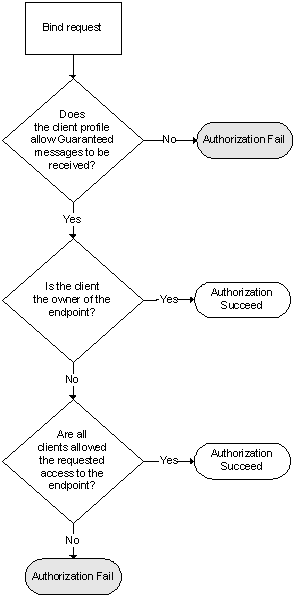 Bind request
Does
the client profile
allow Guaranteed
messages to be
received?
No
Authorization Fail
Yes
Is the client
the owner of the
endpoint?
Yes
Authorization
Succeed
No
Are all
clients allowed
the requested
access to the
endpoint?
Yes
Authorization
Succeed
No
Authorization Fail